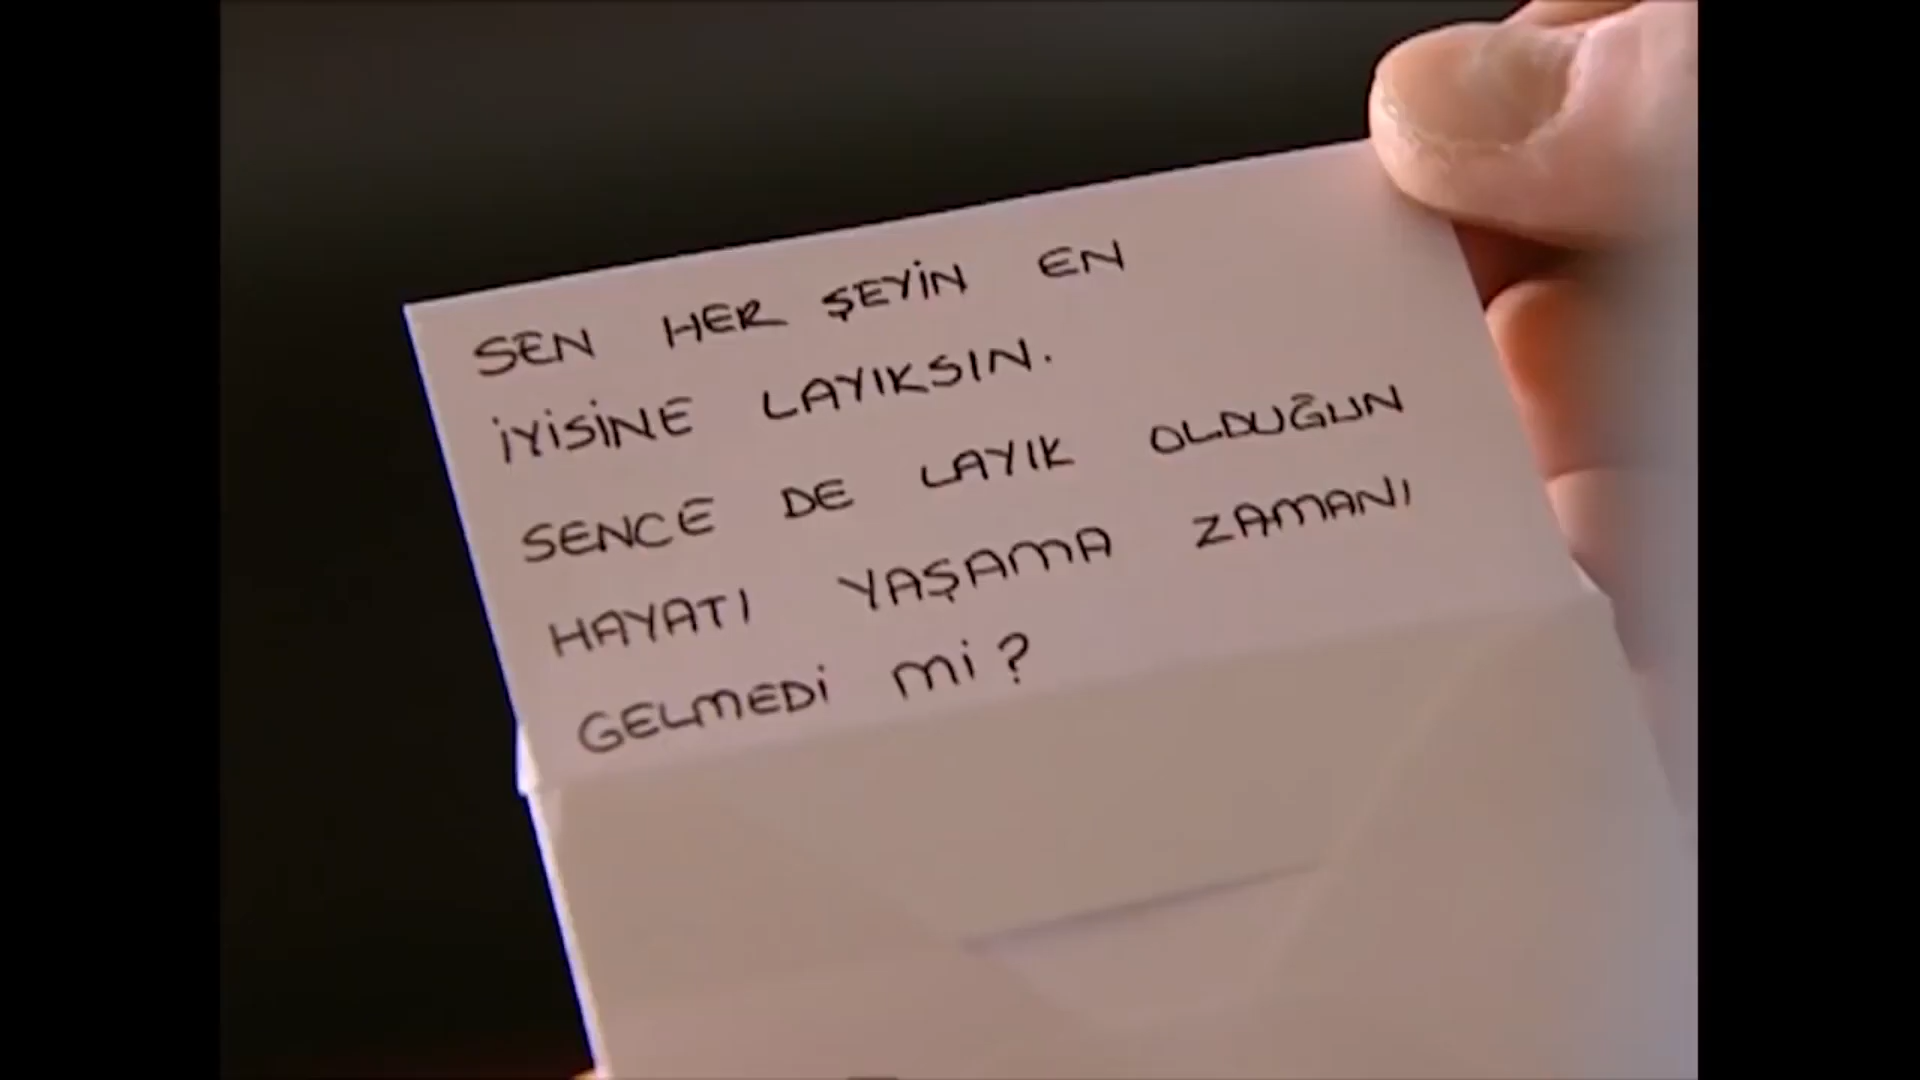 SEN HER ŞEYİN EN
İYİSİNE LAYIKSIN.
SENCE DE LAYIK OLDUĞUN
HAYATI YAŞAMA ZAMANI
GELMEDİ Mİ?